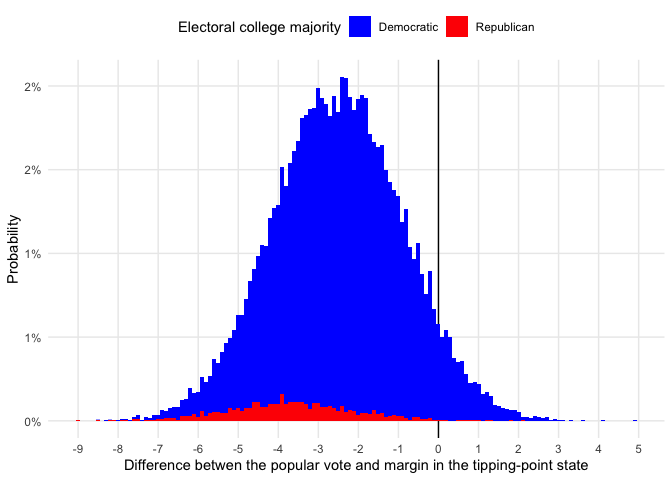 Electoral college majority Democratic Republican
2%
2%
1%
1%
0%
Probability
-9 -8 -7 -6 -5 -4 -3 -2 -1 0 1 2 3 4 5
Difference betwen the popular vote and margin in the tipping-point state